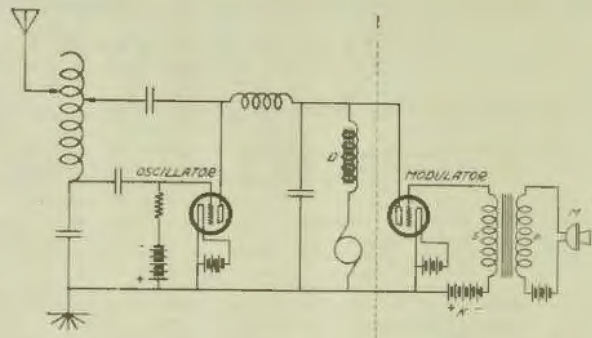 OSCILLATOR
MODULATOR
M
D
S
P
- +
+ K -